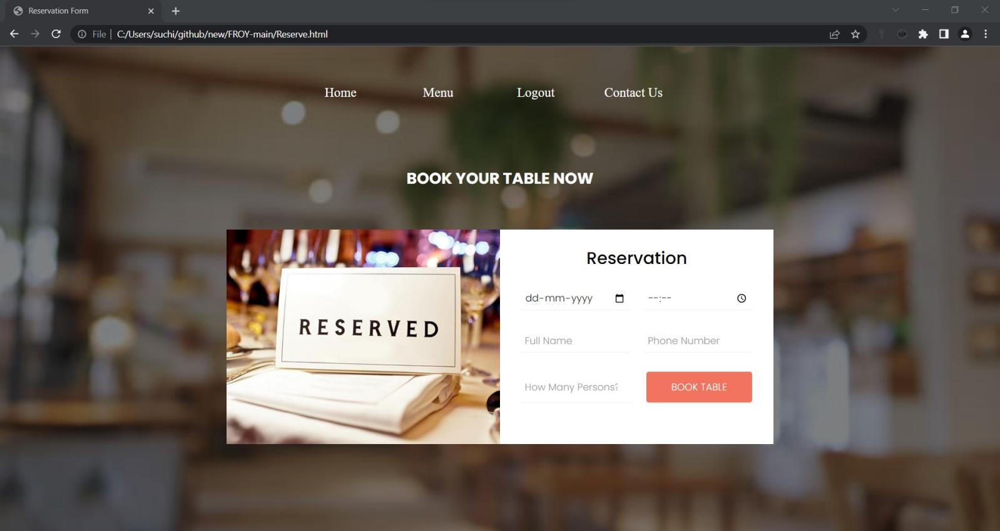 Reservation Form
File | C:/Users/suchi/github/new/FROY-main/Reserve.html
Home Menu Logout Contact Us
BOOK YOUR TABLE NOW
RESERVED
Reservation
dd-mm-yyyy --:--
Full Name Phone Number
How Many Persons? BOOK TABLE